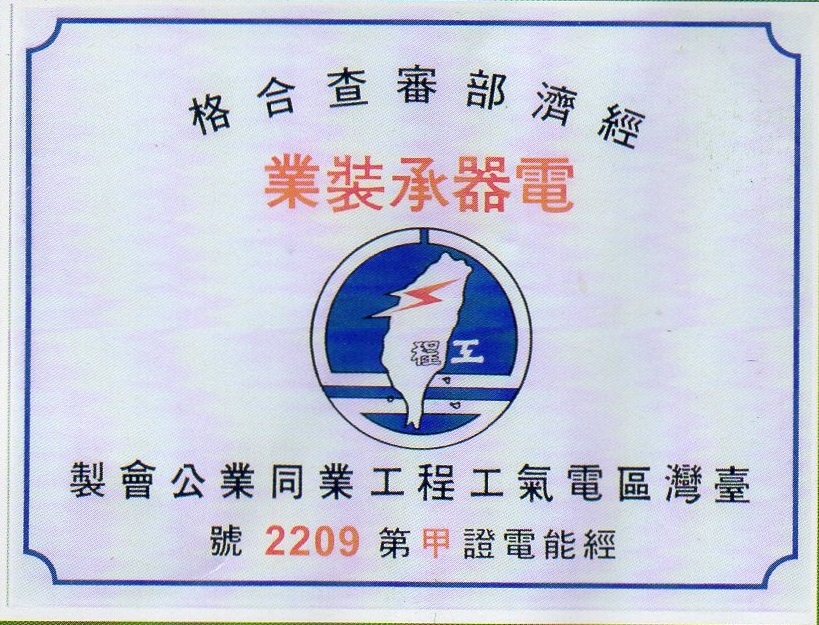 經濟部審查合格
電器承裝業
工程
臺灣區電氣工程工業同業公會製
經能電證甲第 2209 號